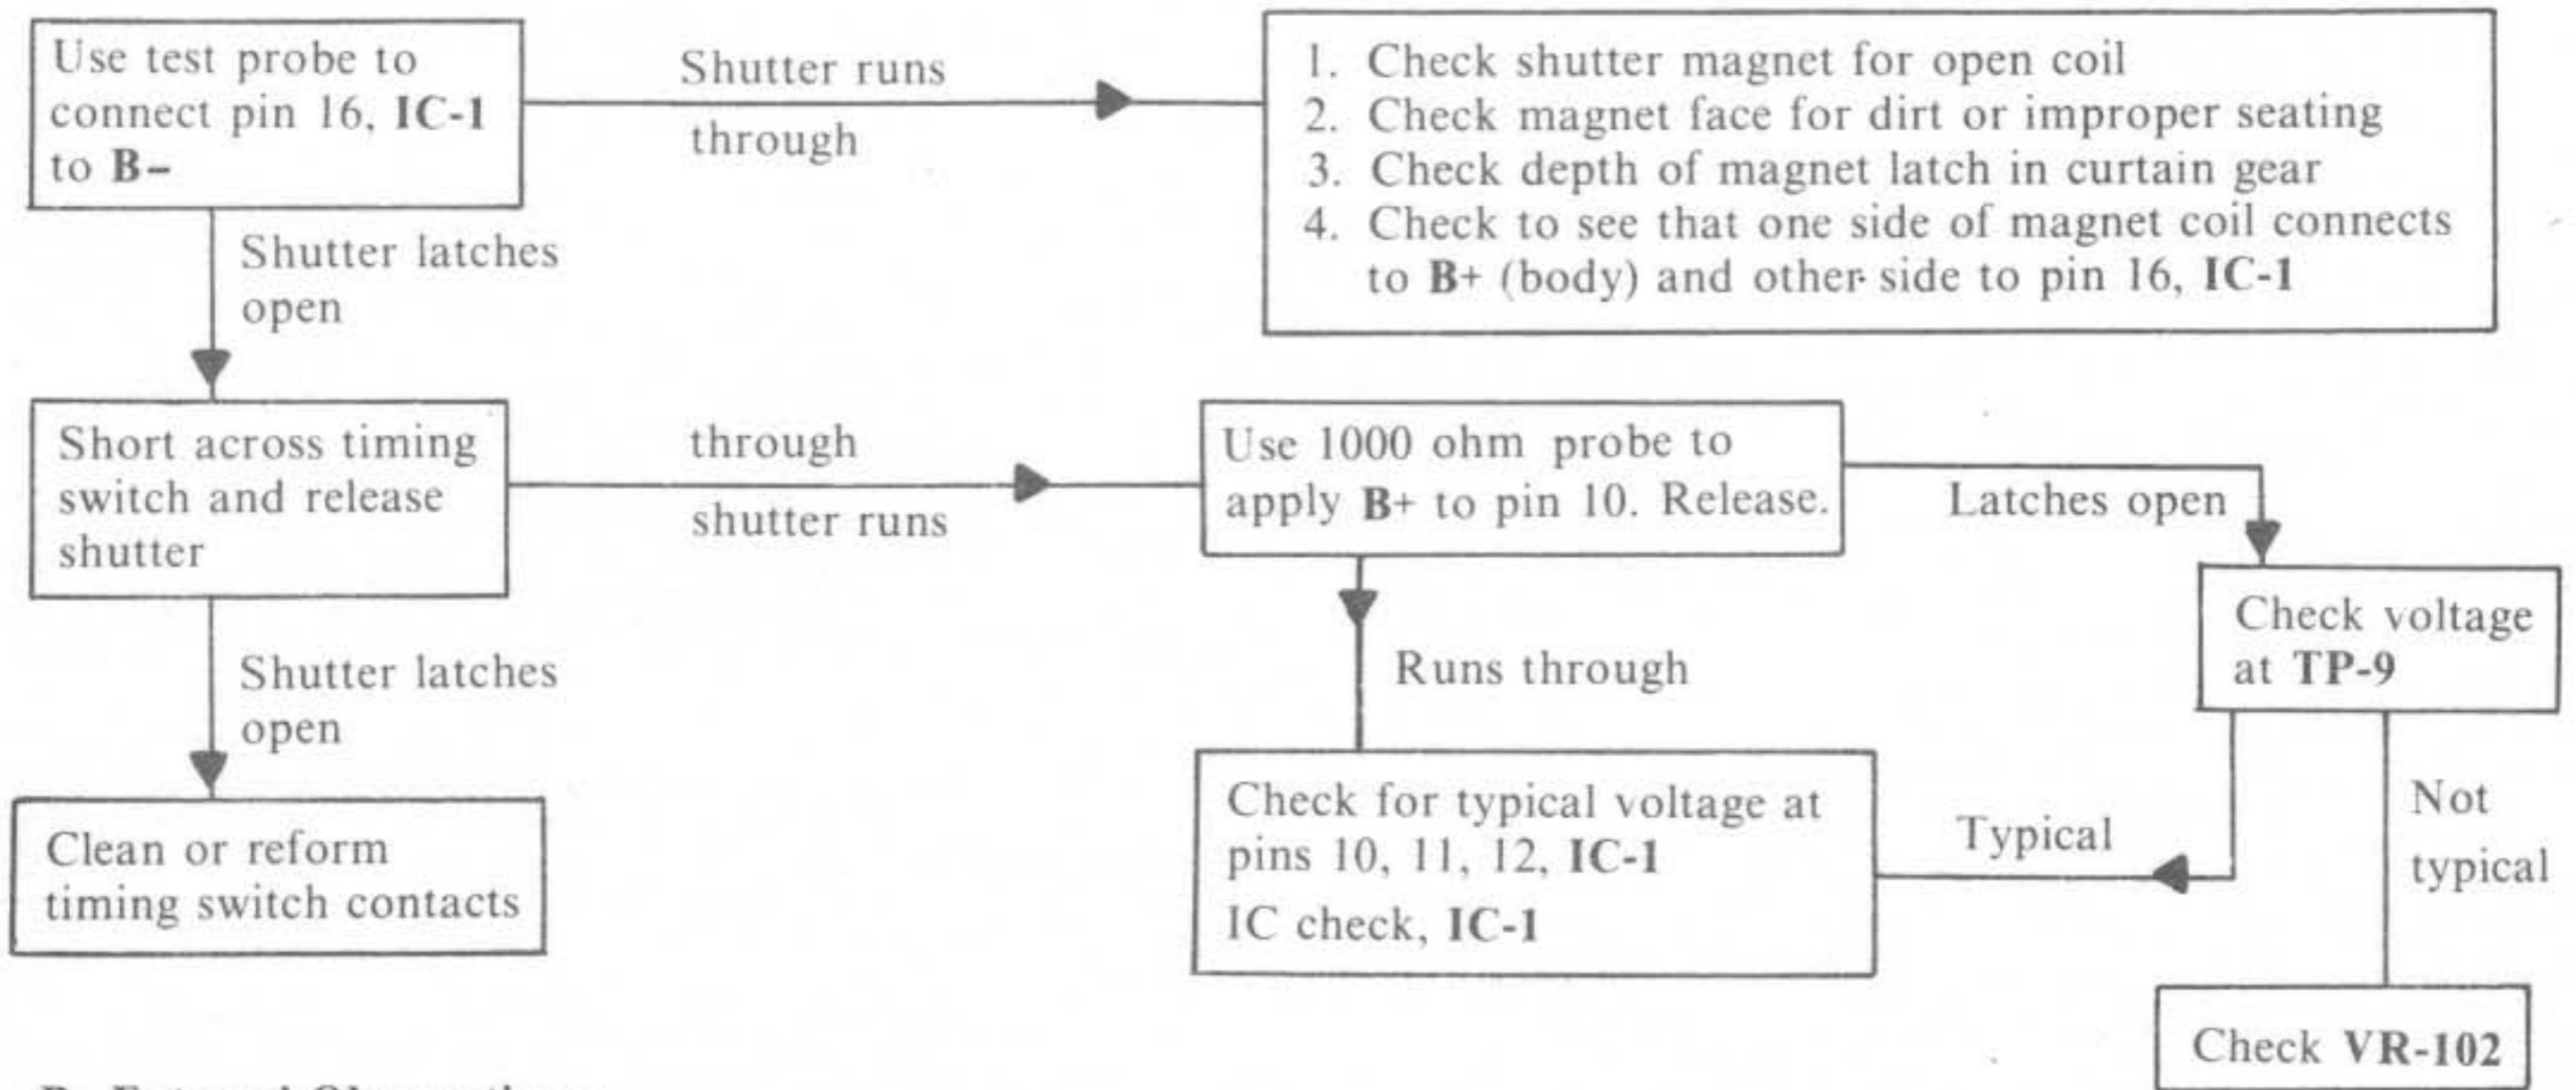 Use test probe to
connect pin 16, IC-1
to B-
Shutter runs
through
1. Check shutter magnet for open coil
2. Check magnet face for dirt or improper seating
3. Check depth of magnet latch in curtain gear
4. Check to see that one side of magnet coil connects
to B+ (body) and other side to pin 16, IC-1
Shutter latches
open
Short across timing
switch and release
shutter
through
shutter runs
Use 1000 ohm probe to
apply B+ to pin 10. Release.
Latches open
Check voltage
at TP-9
Shutter latches
open
Runs through
Clean or reform
timing switch contacts
Check for typical voltage at
pins 10, 11, 12, IC-1
IC check, IC-1
Typical
Not
typical
Check VR-102